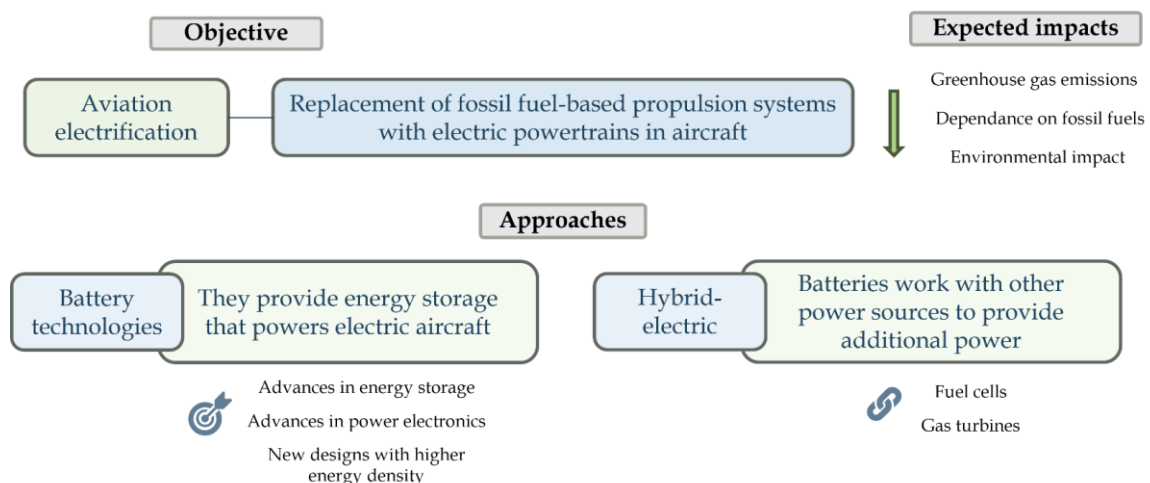 Objective
Expected impacts
Aviation
electrification
Replacement of fossil fuel-based propulsion systems
with electric powertrains in aircraft
Greenhouse gas emissions
Dependance on fossil fuels
Environmental impact
Approaches
Battery
technologies
They provide energy storage
that powers electric aircraft
Advances in energy storage
Advances in power electronics
New designs with higher
energy density
Hybrid-
electric
Batteries work with other
power sources to provide
additional power
Fuel cells
Gas turbines